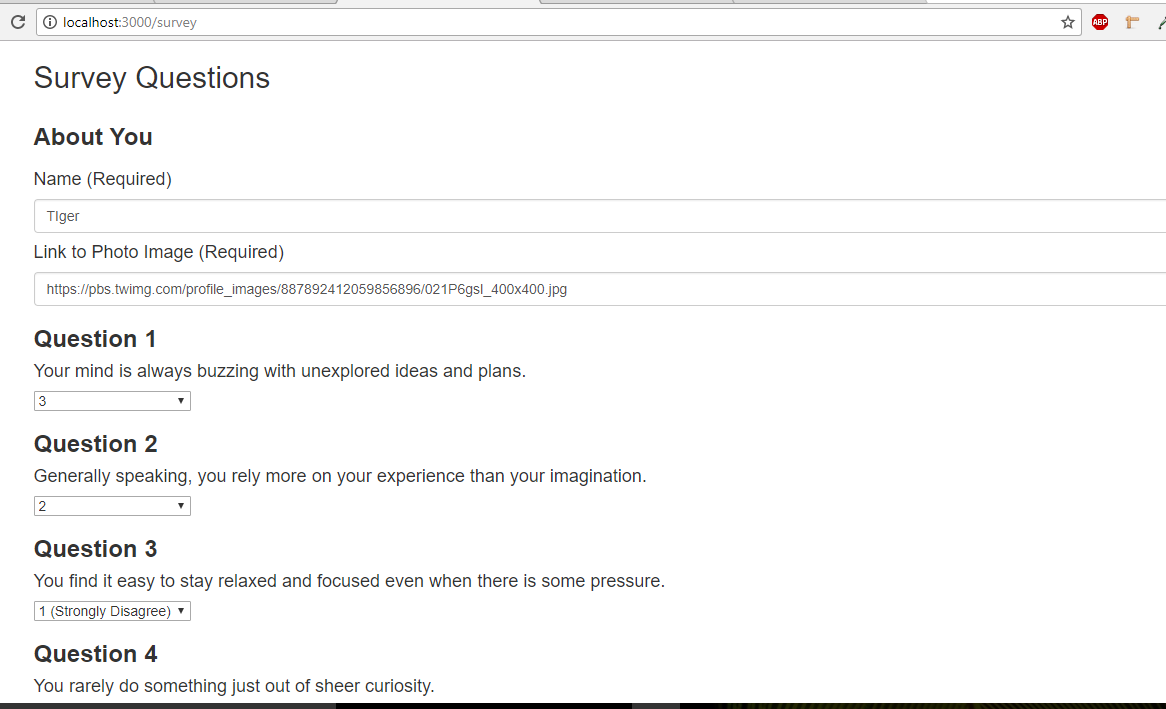 localhost:3000/survey
ABP
Survey Questions
About You
Name (Required)
TIger
Link to Photo Image (Required)
https://pbs.twimg.com/profile_images/887892412059856896/021P6gsI_400x400.jpg
Question 1
Your mind is always buzzing with unexplored ideas and plans.
3
Question 2
Generally speaking, you rely more on your experience than your imagination.
2
Question 3
You find it easy to stay relaxed and focused even when there is some pressure.
1 (Strongly Disagree)
Question 4
You rarely do something just out of sheer curiosity.